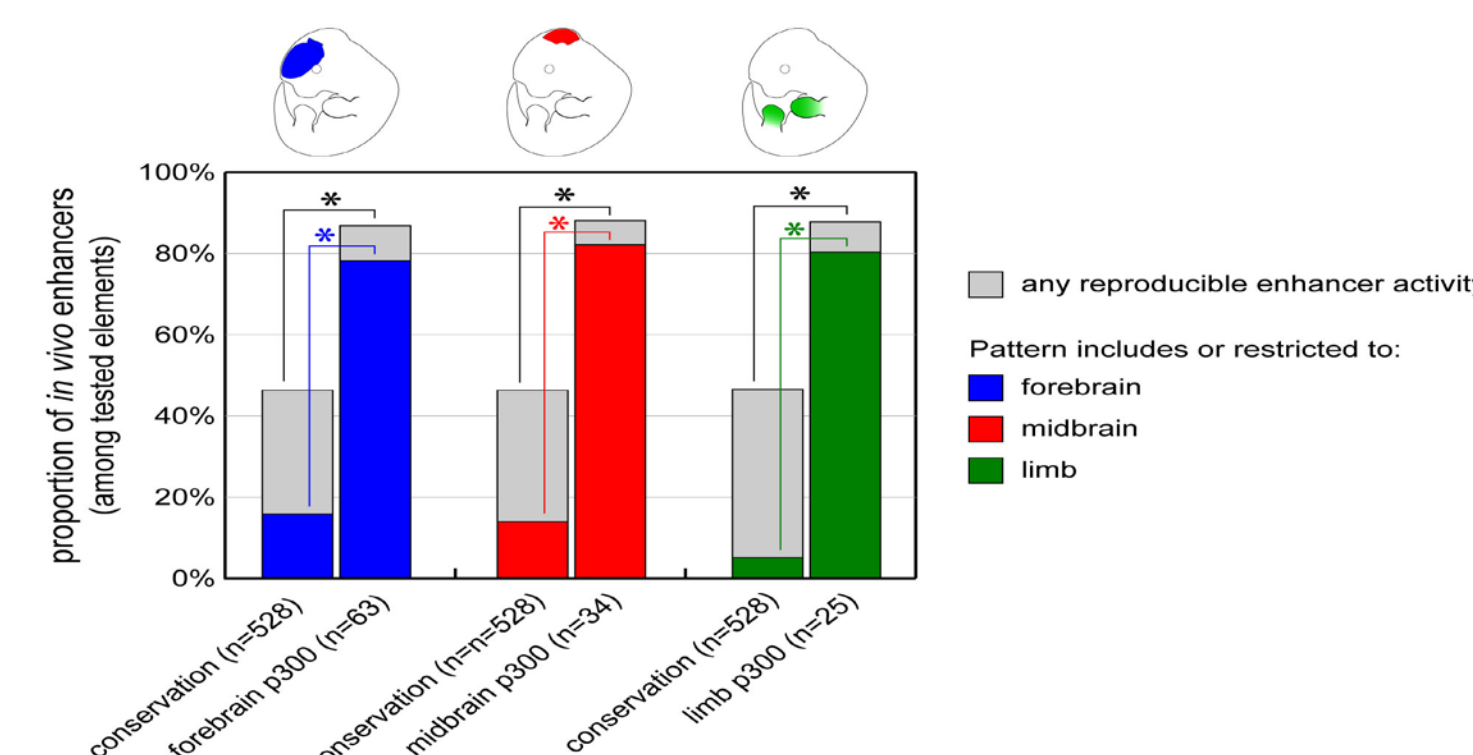 proportion of in vivo enhancers
(among tested elements)
100%
80%
60%
40%
20%
0%
*
*
*
*
*
*
conservation (n=528)
forebrain p300 (n=63)
onservation (n=n=528)
midbrain p300 (n=34)
conservation (n=528)
limb p300 (n=25)
any reproducible enhancer activity
Pattern includes or restricted to:
forebrain
midbrain
limb